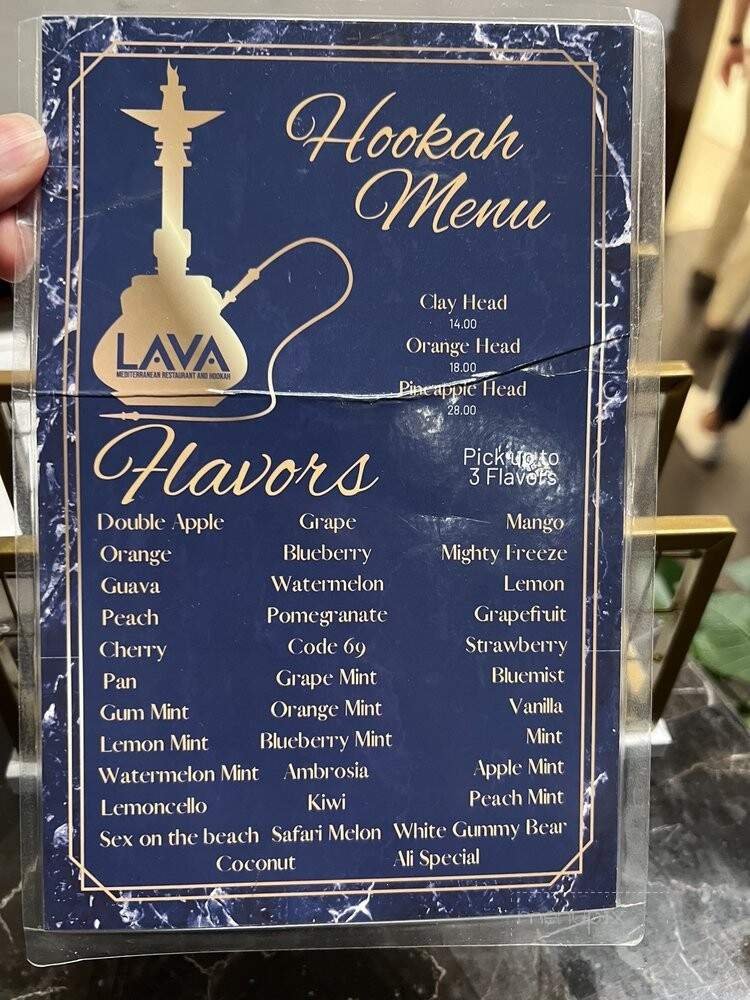 Hookah
Menu
Clay Head
14.00
Orange Head
18.00
Pineapple Head
28.00
LAVA
MEDITERRANEAN RESTAURANT AND HOOKAH
Flavors
Pick up to
3 Flavors
Double Apple Grape Mango
Orange Blueberry Mighty Freeze
Guava Watermelon Lemon
Peach Pomegranate Grapefruit
Cherry Code 69 Strawberry
Pan Grape Mint Bluemist
Gum Mint Orange Mint Vanilla
Lemon Mint Blueberry Mint Mint
Watermelon Mint Ambrosia Apple Mint
Lemoncello Kiwi Peach Mint
Sex on the beach Safari Melon White Gummy Bear
Coconut Ali Special